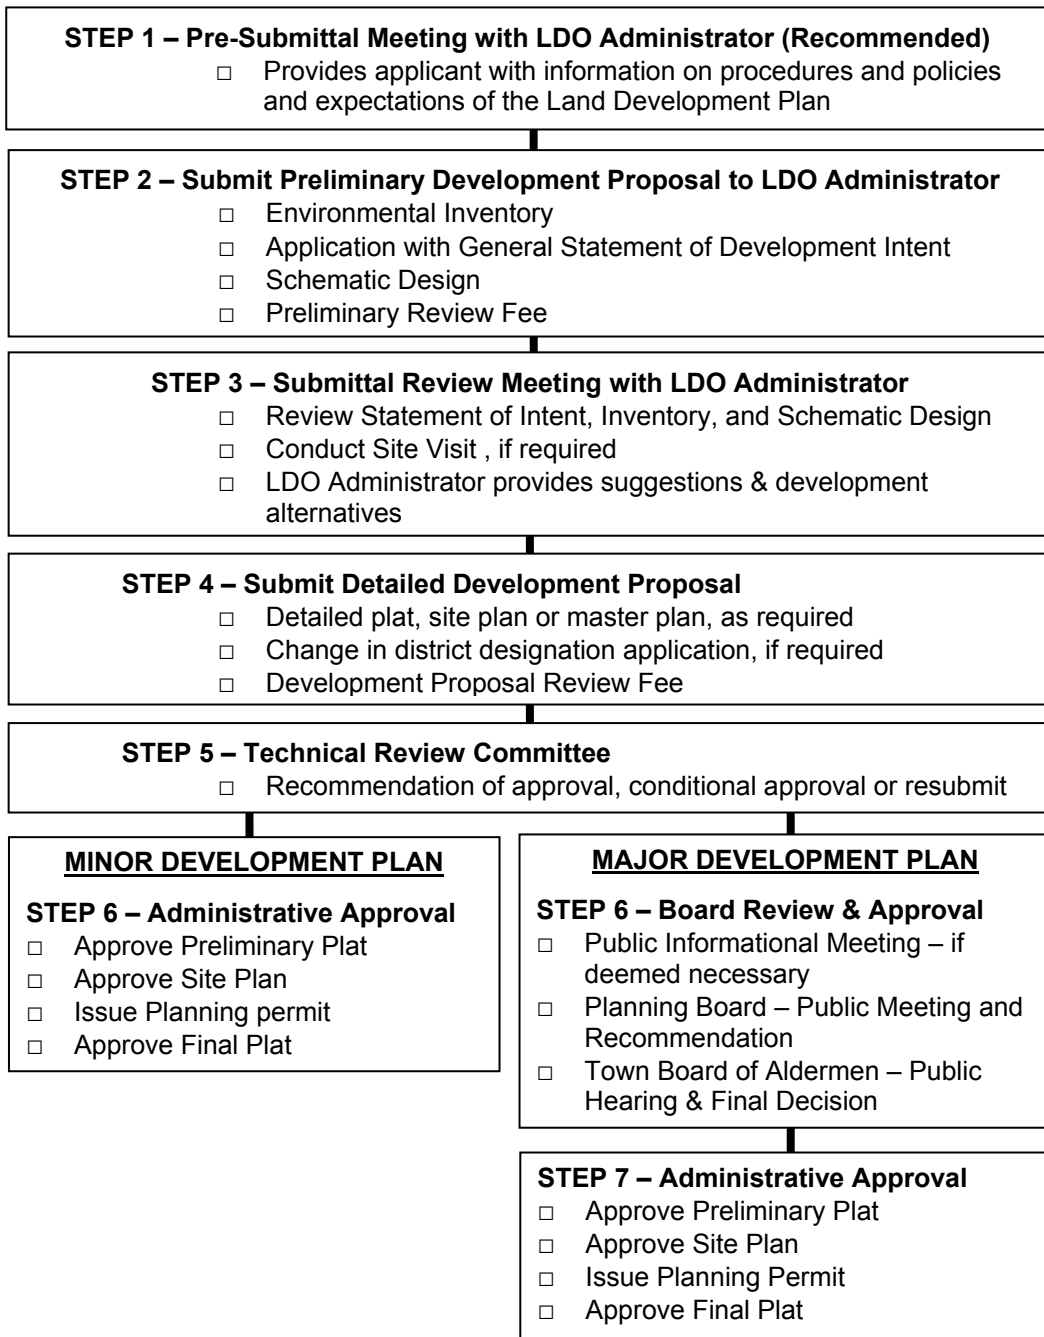 STEP 1 – Pre-Submittal Meeting with LDO Administrator (Recommended)
□ Provides applicant with information on procedures and policies
and expectations of the Land Development Plan
STEP 2 – Submit Preliminary Development Proposal to LDO Administrator
□ Environmental Inventory
□ Application with General Statement of Development Intent
□ Schematic Design
□ Preliminary Review Fee
STEP 3 – Submittal Review Meeting with LDO Administrator
□ Review Statement of Intent, Inventory, and Schematic Design
□ Conduct Site Visit , if required
□ LDO Administrator provides suggestions & development
alternatives
STEP 4 – Submit Detailed Development Proposal
□ Detailed plat, site plan or master plan, as required
□ Change in district designation application, if required
□ Development Proposal Review Fee
STEP 5 – Technical Review Committee
□ Recommendation of approval, conditional approval or resubmit
MINOR DEVELOPMENT PLAN
STEP 6 – Administrative Approval
□ Approve Preliminary Plat
□ Approve Site Plan
□ Issue Planning permit
□ Approve Final Plat
MAJOR DEVELOPMENT PLAN
STEP 6 – Board Review & Approval
□ Public Informational Meeting – if
deemed necessary
□ Planning Board – Public Meeting and
Recommendation
□ Town Board of Aldermen – Public
Hearing & Final Decision
STEP 7 – Administrative Approval
□ Approve Preliminary Plat
□ Approve Site Plan
□ Issue Planning Permit
□ Approve Final Plat